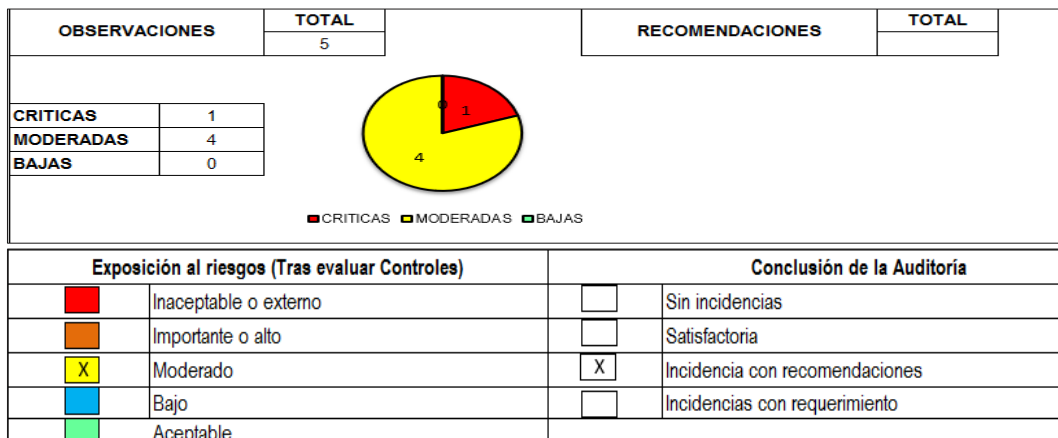 OBSERVACIONES TOTAL RECOMENDACIONES TOTAL
5
CRITICAS 1
MODERADAS 4
BAJAS 0
0 1
4
CRITICAS MODERADAS BAJAS
Exposición al riesgos (Tras evaluar Controles) Conclusión de la Auditoría
Inaceptable o externo Sin incidencias
Importante o alto Satisfactoria
X Moderado X Incidencia con recomendaciones
Bajo Incidencias con requerimiento
Aceptable